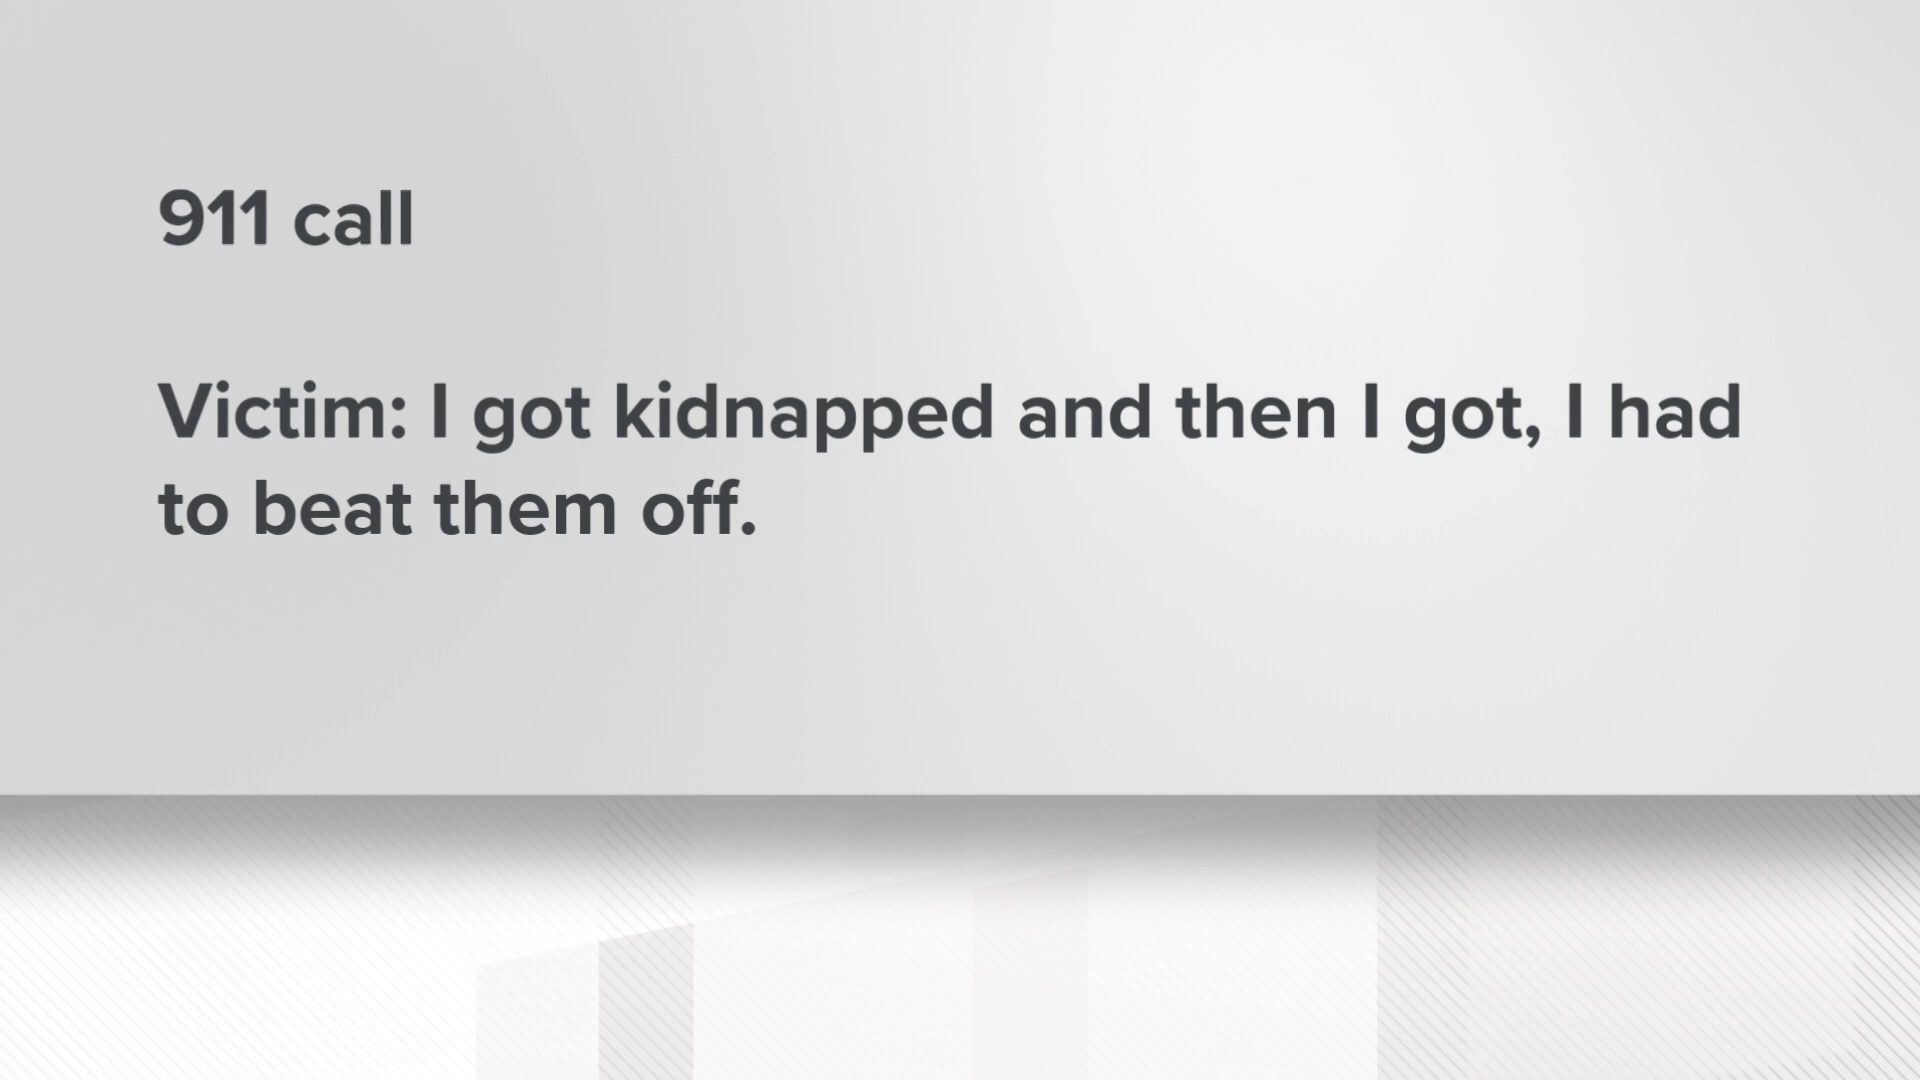 911 call
Victim: I got kidnapped and then I got, I had
to beat them off.